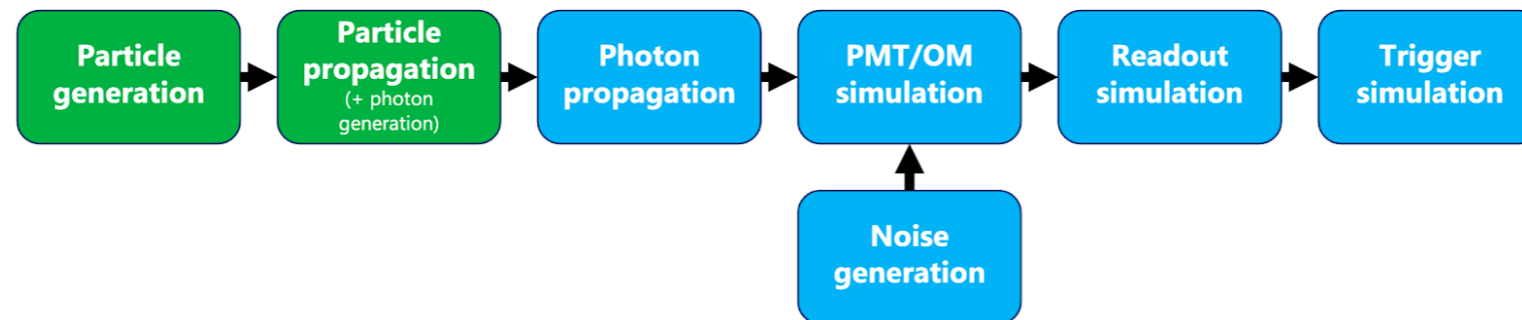 Particle
generation
Particle
propagation
(+ photon
generation)
Photon
propagation
PMT/OM
simulation
Readout
simulation
Trigger
simulation
Noise
generation